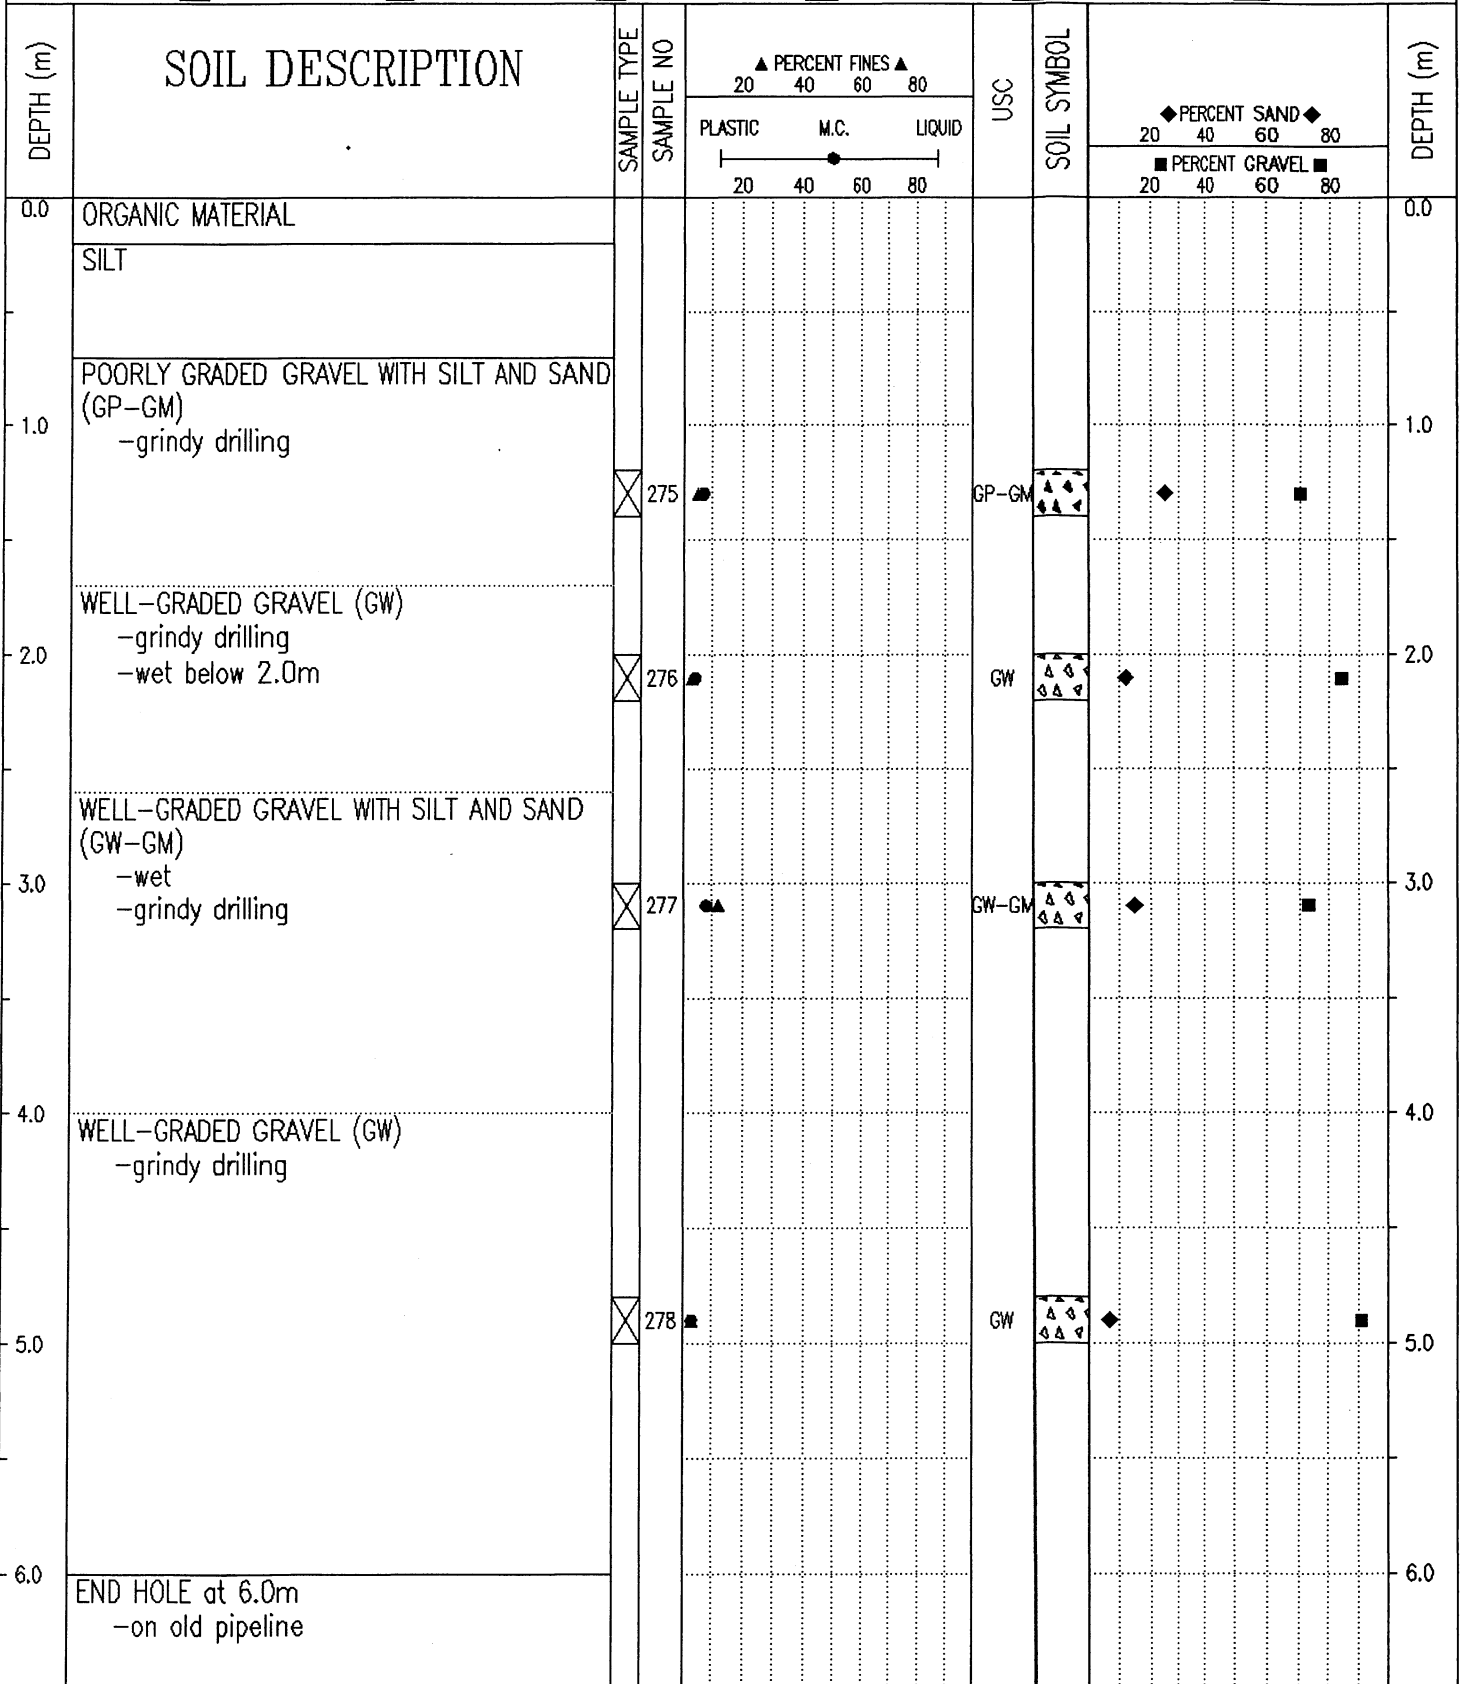 DEPTH (m)
SOIL DESCRIPTION
SAMPLE TYPE
SAMPLE NO
▲ PERCENT FINES ▲
20 40 60 80
PLASTIC M.C. LIQUID
20 40 60 80
USC
SOIL SYMBOL
◆ PERCENT SAND ◆
20 40 60 80
■ PERCENT GRAVEL ■
20 40 60 80
DEPTH (m)
0.0 ORGANIC MATERIAL 0.0
SILT
POORLY GRADED GRAVEL WITH SILT AND SAND
(GP-GM)
1.0 1.0
-grindy drilling
275 GP-GM
WELL-GRADED GRAVEL (GW)
-grindy drilling
2.0 2.0
-wet below 2.0m
276 GW
WELL-GRADED GRAVEL WITH SILT AND SAND
(GW-GM)
-wet
3.0 3.0
-grindy drilling
277 GW-GM
4.0 4.0
WELL-GRADED GRAVEL (GW)
-grindy drilling
278 GW
5.0 5.0
6.0 6.0
END HOLE at 6.0m
-on old pipeline